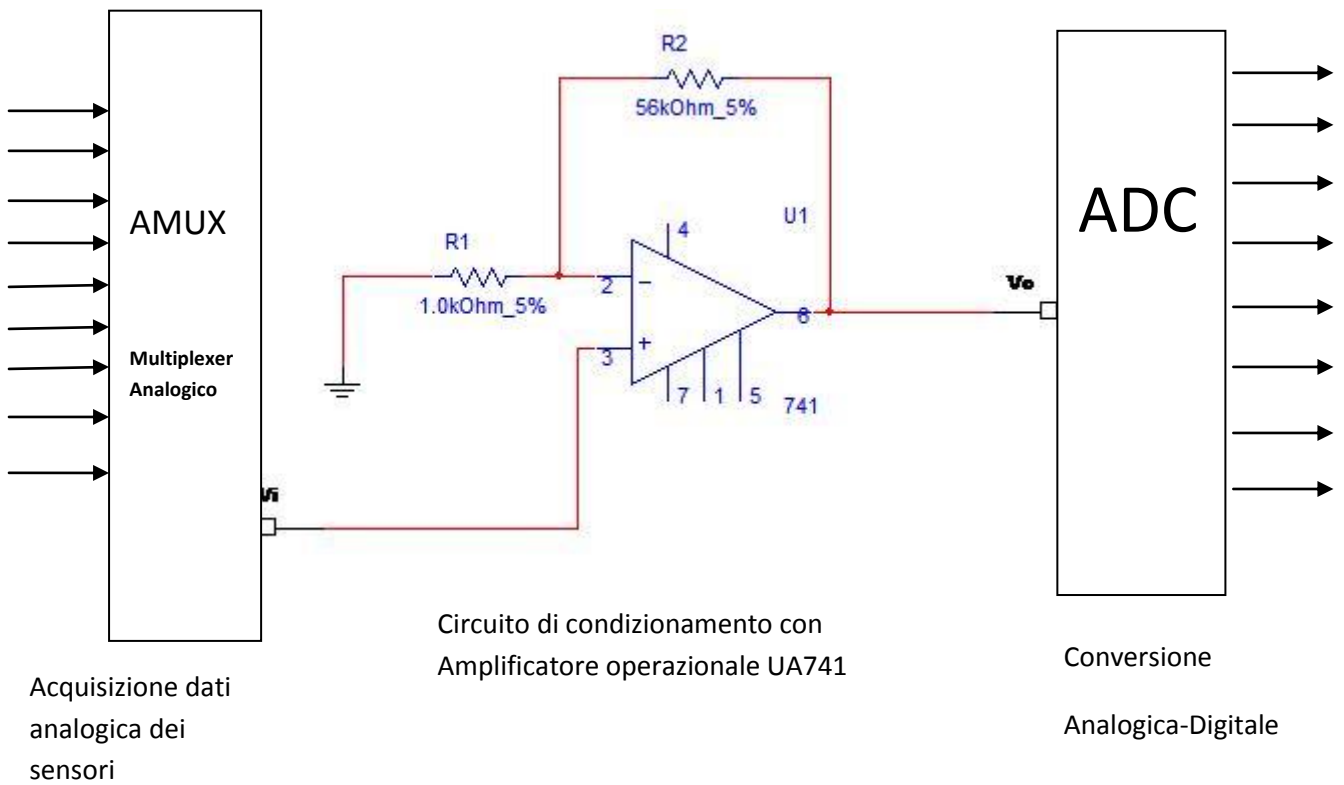 R2
56kOhm_5%
AMUX
Multiplexer
Analogico
R1
1.0kOhm_5%
4
U1
2
3
6
7
1
5
741
ADC
Vo
Vi
Circuito di condizionamento con
Amplificatore operazionale UA741
Acquisizione dati
analogica dei
sensori
Conversione
Analogica-Digitale